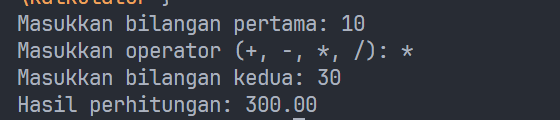 Masukkan bilangan pertama: 10
Masukkan operator (+, -, *, /): *
Masukkan bilangan kedua: 30
Hasil perhitungan: 300.00